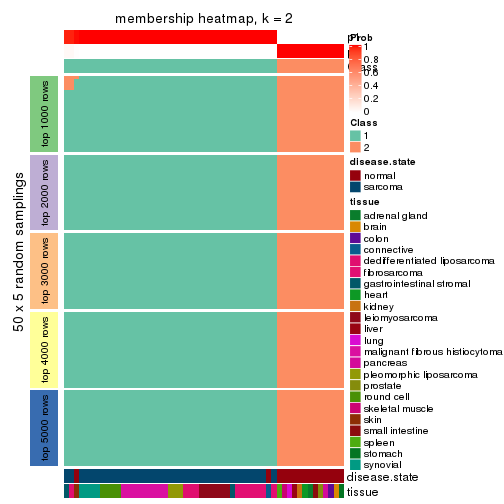 membership heatmap, k = 2
Prob
1
0.8
0.6
0.4
0.2
0
Class
1
2
disease.state
normal
sarcoma
tissue
adrenal gland
brain
colon
connective
dedifferentiated liposarcoma
fibrosarcoma
gastrointestinal stromal
heart
kidney
leiomyosarcoma
liver
lung
malignant fibrous histiocytoma
pancreas
pleomorphic liposarcoma
prostate
round cell
skeletal muscle
skin
small intestine
spleen
stomach
synovial
50 x 5 random samplings
top 1000 rows
top 2000 rows
top 3000 rows
top 4000 rows
top 5000 rows
disease.state
tissue